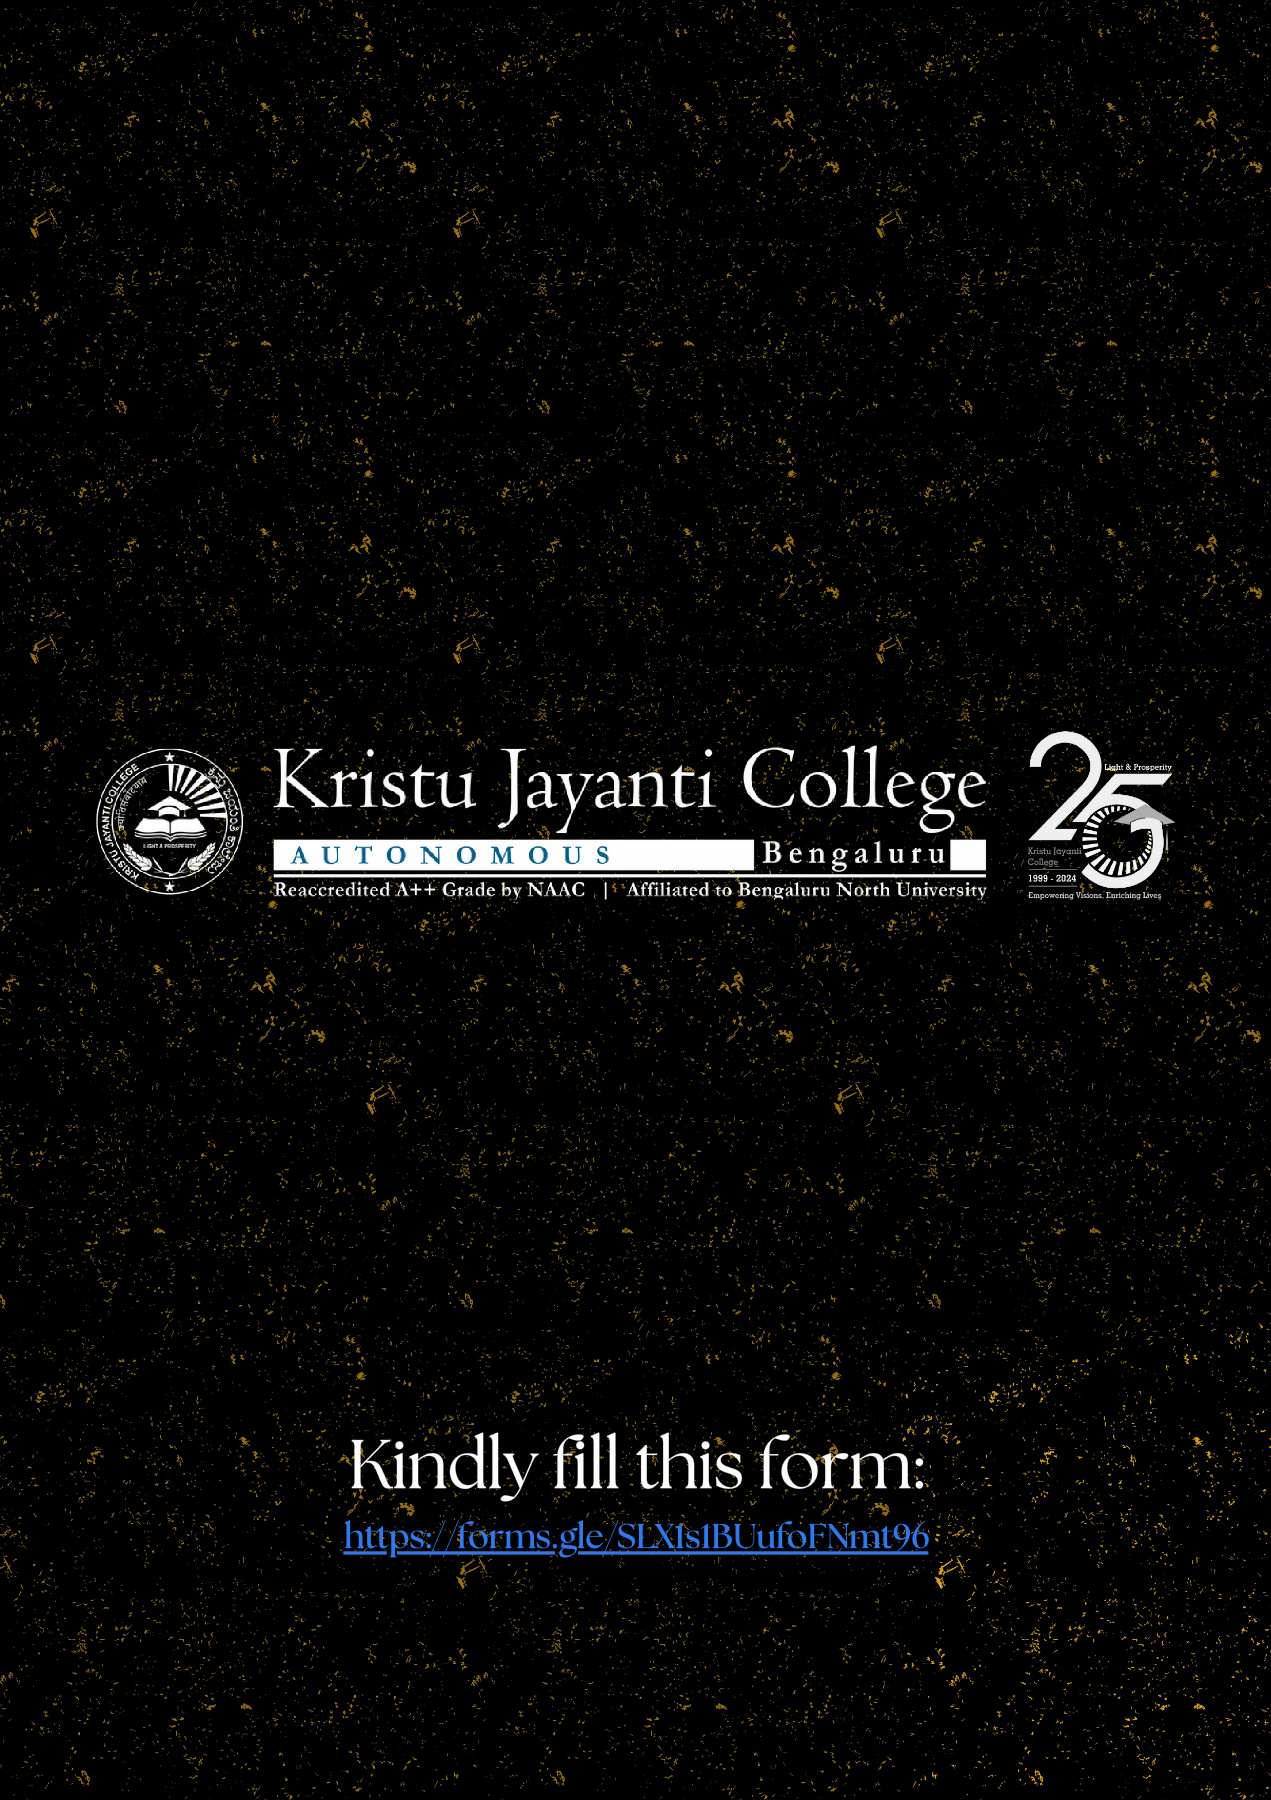 KRISTU JAYANTI COLLEGE
LIGHT & PROSPERITY
Kristu Jayanti College
AUTONOMOUS Bengaluru
Reaccredited A++ Grade by NAAC | Affiliated to Bengaluru North University
25
Light & Prosperity
Kristu Jayanti
College
1999 - 2024
Empowering Visions, Enriching Lives
Kindly fill this form:
https://forms.gle/SLX1s1BUufoFNmt96